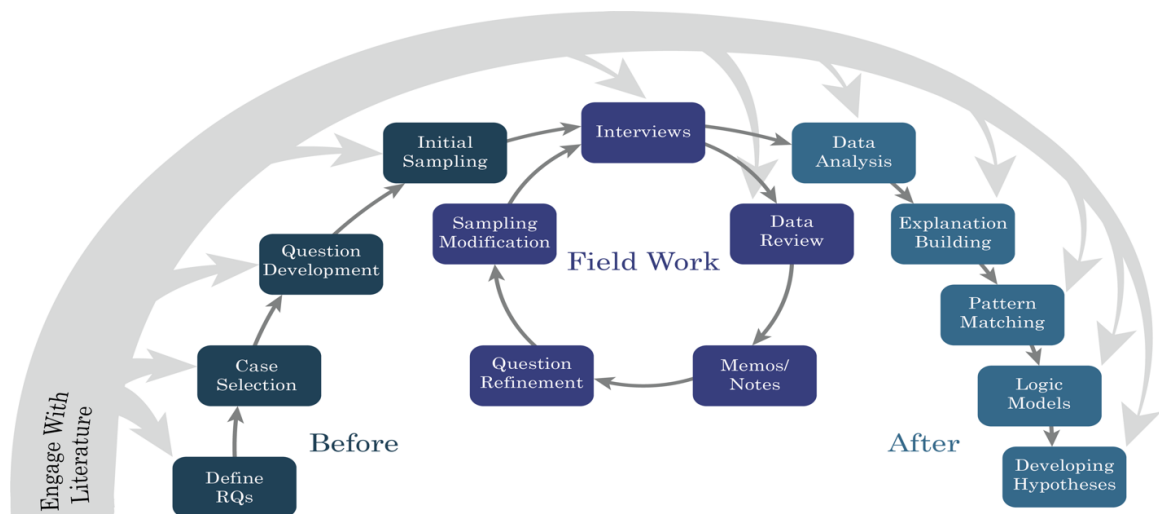 Engage With
Literature
Define
RQs
Case
Selection
Question
Development
Initial
Sampling
Before
Interviews
Data
Review
Memos/
Notes
Question
Refinement
Sampling
Modification
Field Work
Data
Analysis
Explanation
Building
Pattern
Matching
Logic
Models
Developing
Hypotheses
After